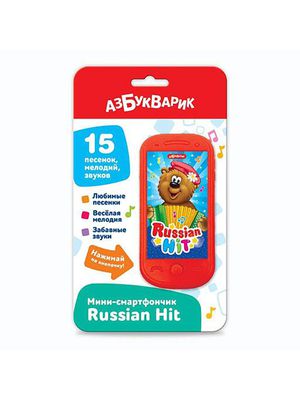 АЗБУКВАРИК
15
песенок,
мелодий,
звуков
Любимые
песенки
Весёлая
мелодия
Забавные
звуки
Нажимай
на кнопочку!
Russian
Hit
Мини-смартфончик
Russian Hit